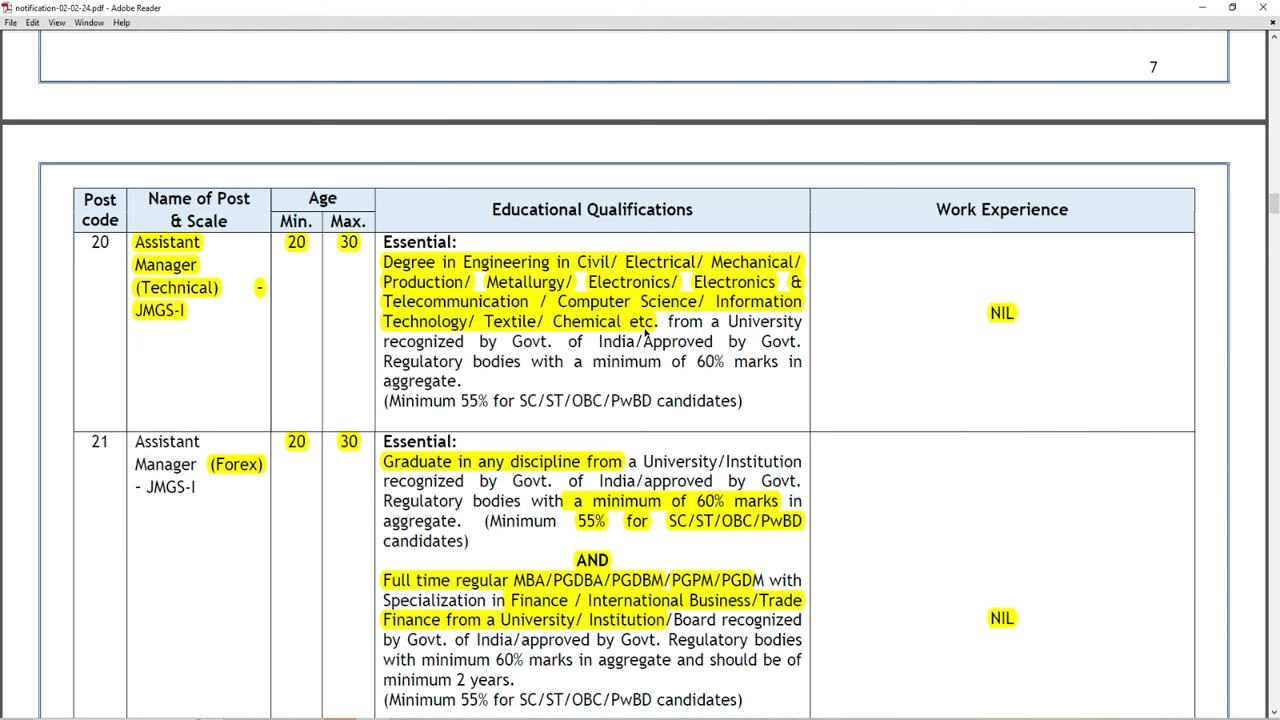 notification-02-02-24.pdf - Adobe Reader
File Edit View Window Help
7
Post code
Name of Post & Scale
Age
Min. Max.
Educational Qualifications
Work Experience
20
Assistant
Manager
(Technical) -
JMGS-I
20
30
Essential:
Degree in Engineering in Civil/ Electrical/ Mechanical/
Production/ Metallurgy/ Electronics/ Electronics &
Telecommunication / Computer Science/ Information
Technology/ Textile/ Chemical etc. from a University
recognized by Govt. of India/Approved by Govt.
Regulatory bodies with a minimum of 60% marks in
aggregate.
(Minimum 55% for SC/ST/OBC/PwBD candidates)
NIL
21
Assistant
Manager (Forex)
- JMGS-I
20
30
Essential:
Graduate in any discipline from a University/Institution
recognized by Govt. of India/approved by Govt.
Regulatory bodies with a minimum of 60% marks in
aggregate. (Minimum 55% for SC/ST/OBC/PwBD
candidates)
AND
Full time regular MBA/PGDBA/PGDBM/PGPM/PGDM with
Specialization in Finance / International Business/Trade
Finance from a University/ Institution/Board recognized
by Govt. of India/approved by Govt. Regulatory bodies
with minimum 60% marks in aggregate and should be of
minimum 2 years.
(Minimum 55% for SC/ST/OBC/PwBD candidates)
NIL